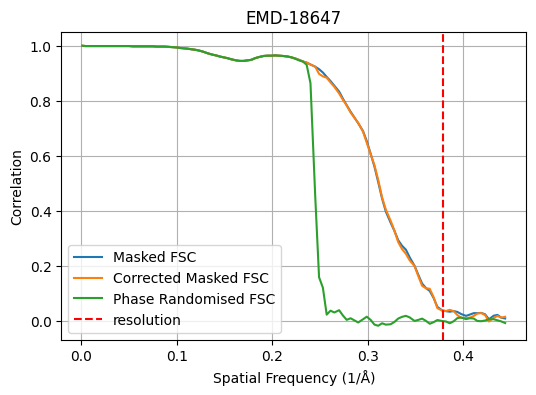 EMD-18647
1.0
0.8
0.6
0.4
0.2
0.0
Correlation
Masked FSC
Corrected Masked FSC
Phase Randomised FSC
resolution
0.0 0.1 0.2 0.3 0.4
Spatial Frequency (1/Å)